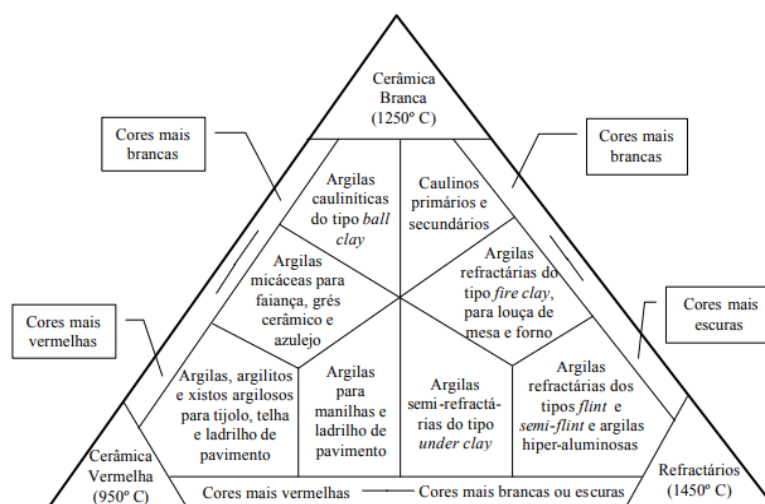 Cerâmica
Branca
(1250º C)
Cores mais
brancas
Cores mais
brancas
Argilas
cauliníticas
do tipo ball
clay
Caulinos
primários e
secundários
Argilas
micáceas para
faiança, grés
cerâmico e
azulejo
Argilas
refractárias do
tipo fire clay,
para louça de
mesa e forno
Cores mais
vermelhas
Cores mais
escuras
Argilas, argilitos
e xistos argilosos
para tijolo, telha
e ladrilho de
pavimento
Argilas
para
manilhas e
ladrilho de
pavimento
Argilas
semi-refractá-
rias do tipo
under clay
Argilas
refractárias dos
tipos flint e
semi-flint e argilas
hiper-aluminosas
Cerâmica
Vermelha
(950º C)
Cores mais vermelhas
Cores mais brancas ou escuras
Refractários
(1450º C)